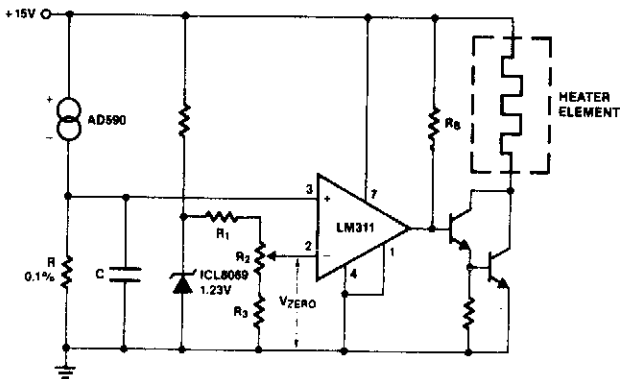 +15V
+
AD590
−
R
0.1%
C
R1
R2
R3
ICL8069
1.23V
VZERO
3
+
2
−
LM311
7
4
1
RB
HEATER
ELEMENT